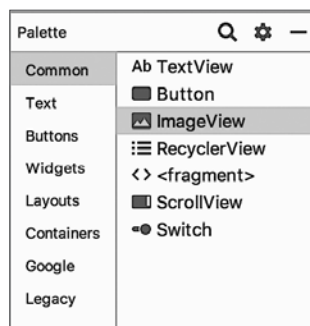 Palette
Common
Text
Buttons
Widgets
Layouts
Containers
Google
Legacy
Ab TextView
Button
ImageView
RecyclerView
<> <fragment>
ScrollView
Switch